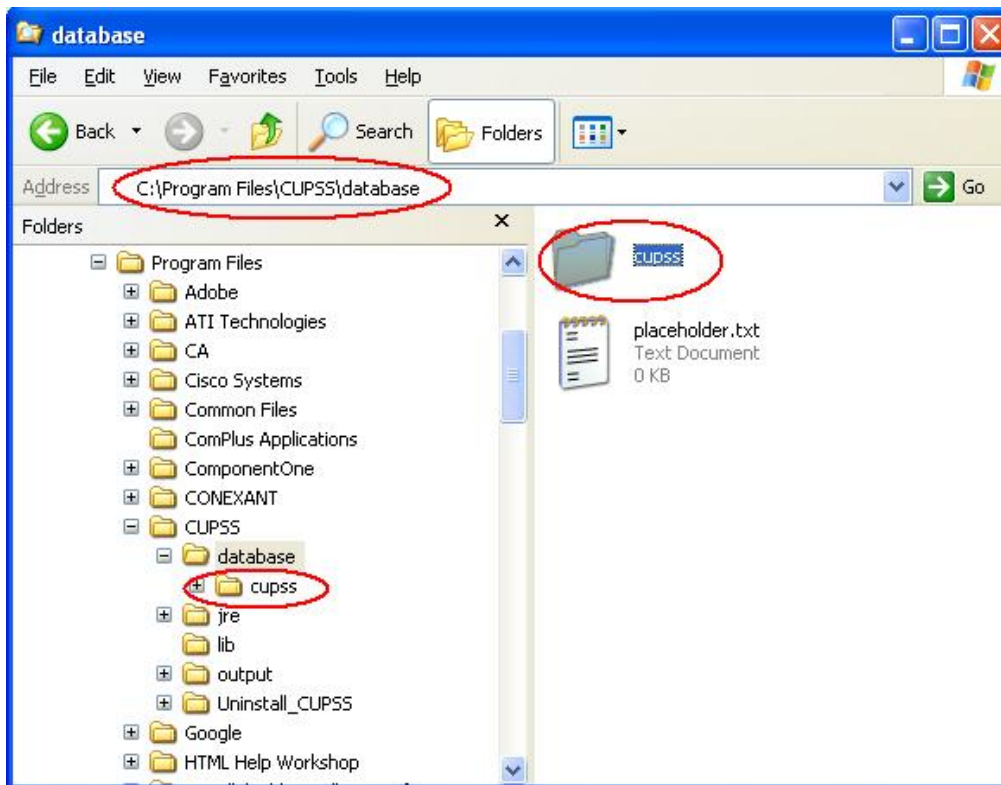 database
File Edit View Favorites Tools Help
Back Search Folders
Address C:\Program Files\CUPSS\database Go
Folders
Program Files
Adobe
ATI Technologies
CA
Cisco Systems
Common Files
ComPlus Applications
ComponentOne
CONEXANT
CUPSS
database
cupss
jre
lib
output
Uninstall_CUPSS
Google
HTML Help Workshop
cupss
placeholder.txt
Text Document
0 KB